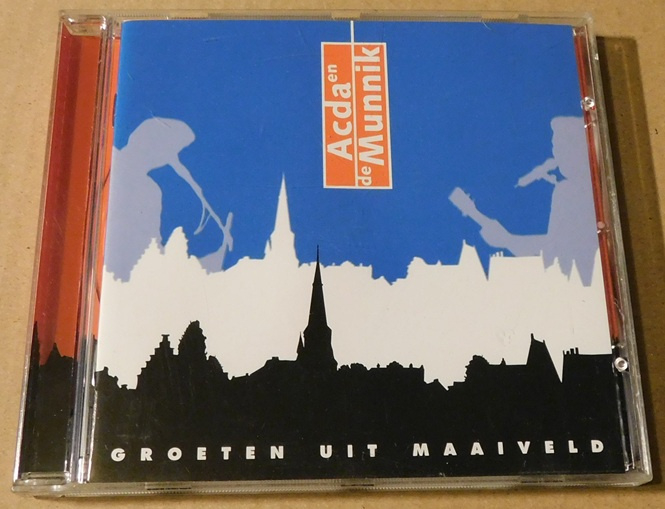 Acda en
de Munnik
GROETEN UIT MAAIVELD